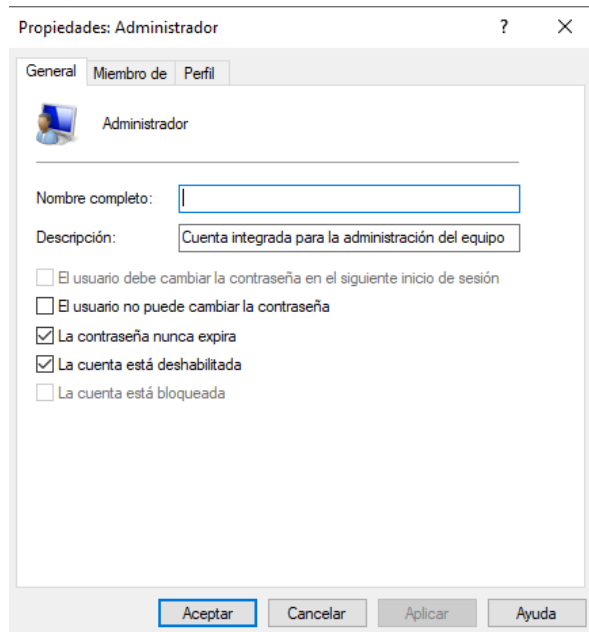 Propiedades: Administrador ? ×
General Miembro de Perfil
Administrador
Nombre completo:
Descripción: Cuenta integrada para la administración del equipo
El usuario debe cambiar la contraseña en el siguiente inicio de sesión
El usuario no puede cambiar la contraseña
La contraseña nunca expira
La cuenta está deshabilitada
La cuenta está bloqueada
Aceptar Cancelar Aplicar Ayuda